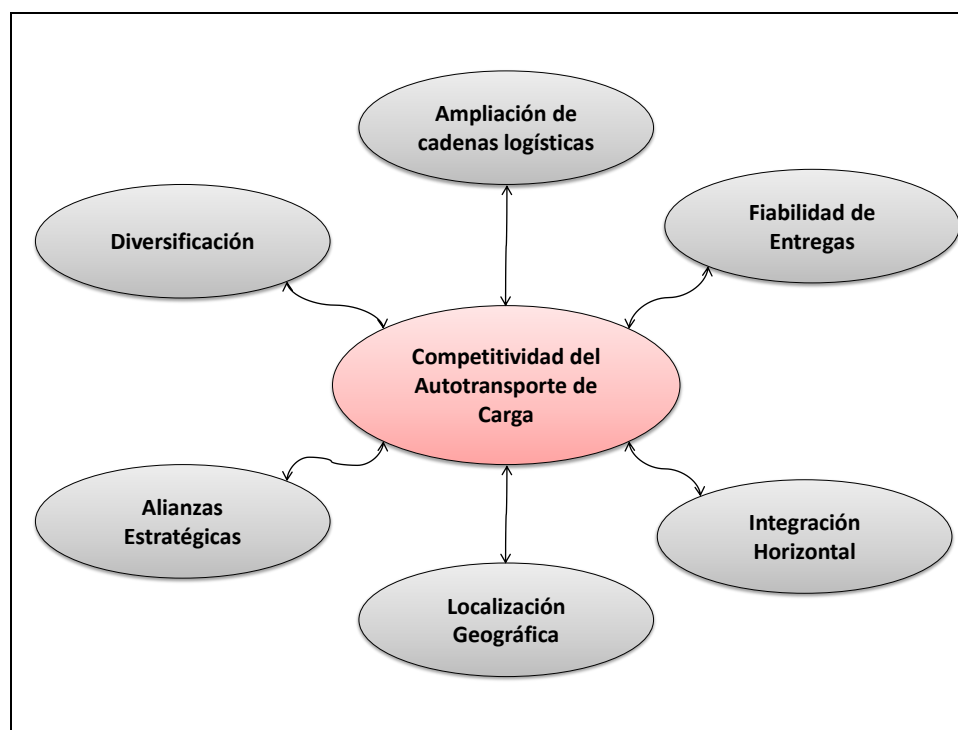 Ampliación de
cadenas logísticas
Diversificación
Fiabilidad de
Entregas
Competitividad del
Autotransporte de
Carga
Alianzas
Estratégicas
Integración
Horizontal
Localización
Geográfica